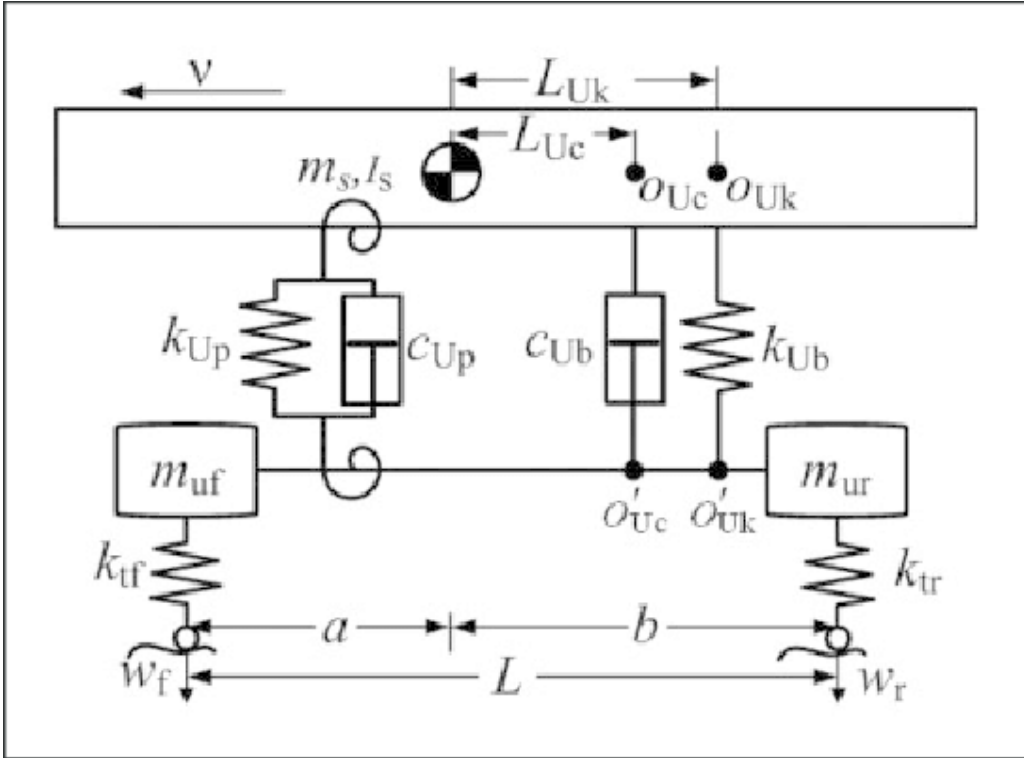 v
L_Uk
L_Uc
m_s, I_s
o_Uc o_Uk
k_Up c_Up c_Ub k_Ub
m_uf m_ur
o'_Uc o'_Uk
k_tf k_tr
a b
w_f L w_r